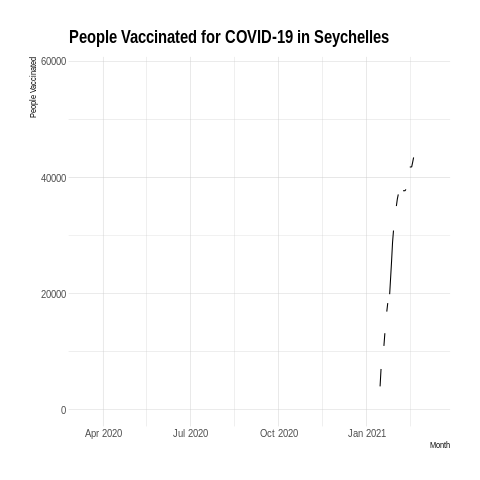 People Vaccinated for COVID-19 in Seychelles
People Vaccinated
60000
40000
20000
0
Apr 2020
Jul 2020
Oct 2020
Jan 2021
Month